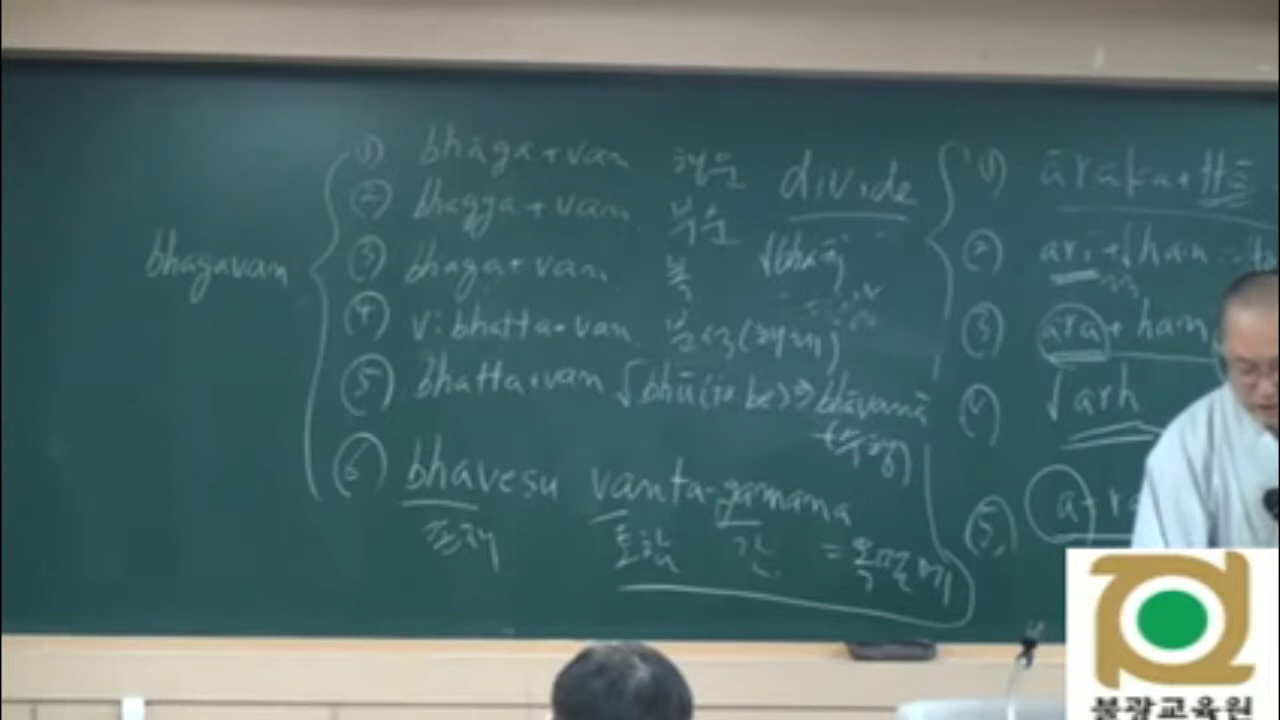 bhagavan
① bhāga+van 행운 divide
② bhagga+van 부순
③ bhaga+van 복 √bhaj
④ vibhatta+van 분석(해체)
⑤ bhatta+van √bhū(to be)⇒bhāvanā
(수행)
⑥ bhavesu vanta-gamana
존재 토한 간 =
① āraka+
② ari+√han
③ ara+ham
④ √arh
⑤ a-ra
불광교육원